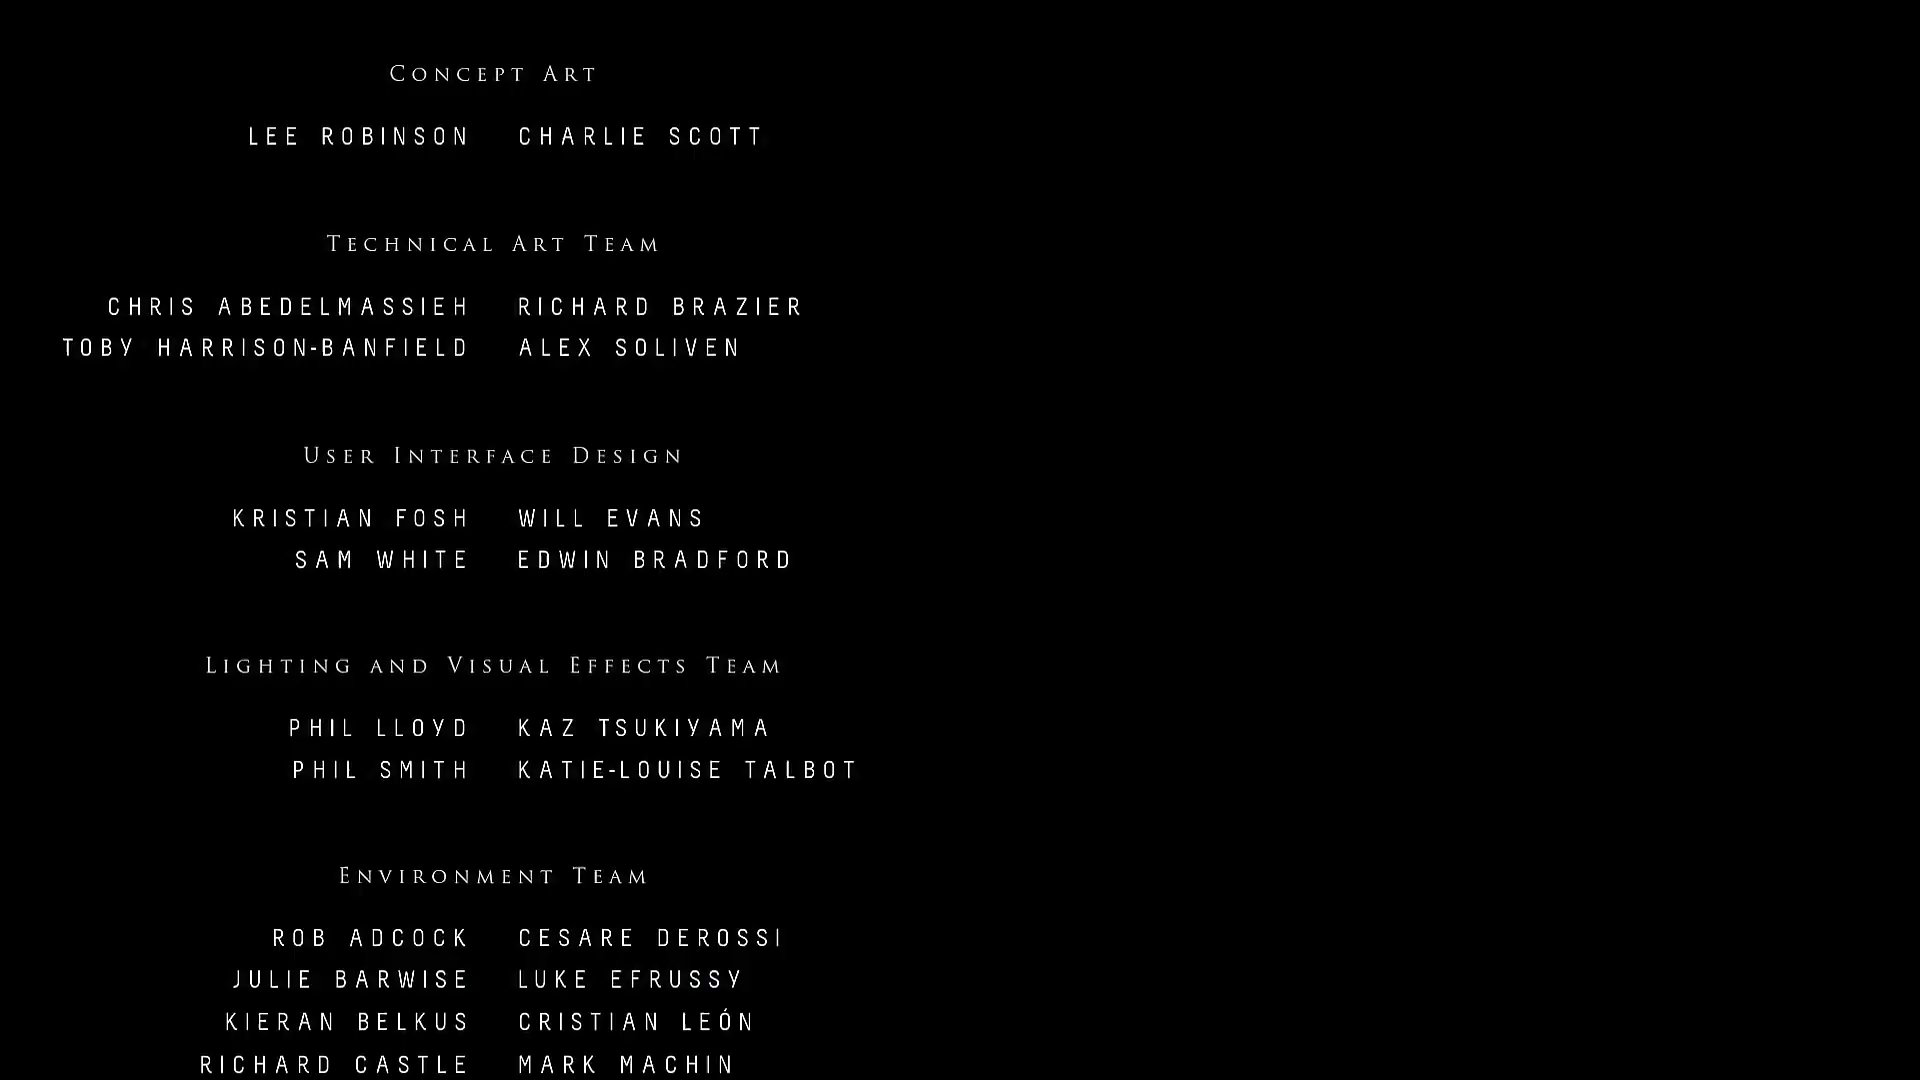 Concept Art
LEE ROBINSON CHARLIE SCOTT
Technical Art Team
CHRIS ABEDELMASSIEH RICHARD BRAZIER
TOBY HARRISON-BANFIELD ALEX SOLIVEN
User Interface Design
KRISTIAN FOSH WILL EVANS
SAM WHITE EDWIN BRADFORD
Lighting and Visual Effects Team
PHIL LLOYD KAZ TSUKIYAMA
PHIL SMITH KATIE-LOUISE TALBOT
Environment Team
ROB ADCOCK CESARE DEROSSI
JULIE BARWISE LUKE EFRUSSY
KIERAN BELKUS CRISTIAN LEÓN
RICHARD CASTLE MARK MACHIN